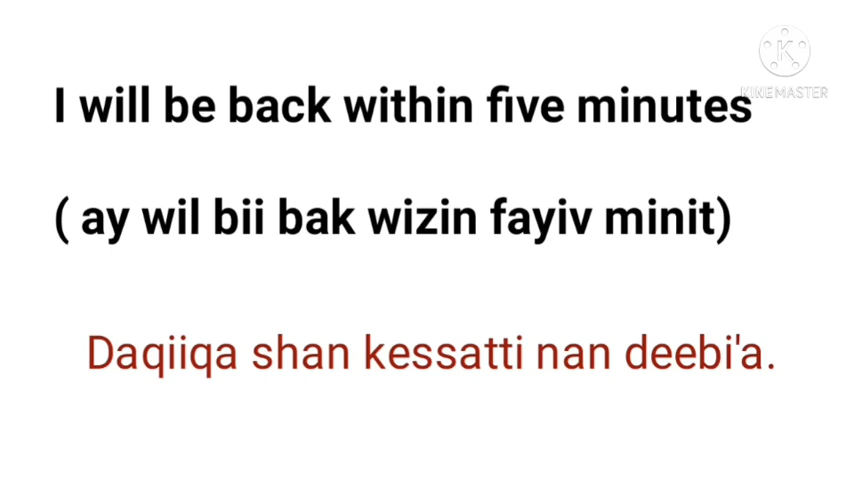 I will be back within five minutes
KINEMASTER
( ay wil bii bak wizin fayiv minit)
Daqiiqa shan kessatti nan deebi'a.